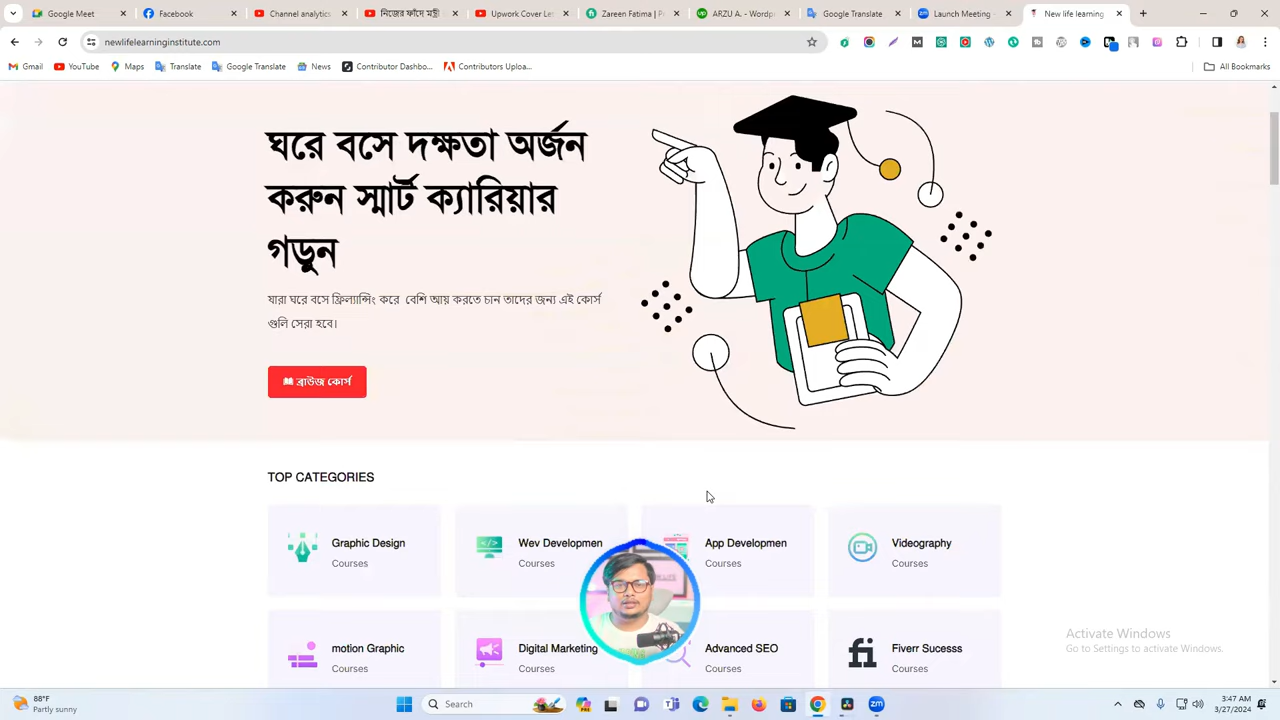 Google Meet
Facebook
Channel analytic
নিজের ফাঁদে মন্ত্রী
Upwork Cover Le
Zareen Fatima | P
ARZU A. - Wordp
Google Translate
Launch Meeting -
New life learning
newlifelearninginstitute.com
Gmail
YouTube
Maps
Translate
Google Translate
News
Contributor Dashbo...
Contributors Uploa...
All Bookmarks
ঘরে বসে দক্ষতা অর্জন
করুন স্মার্ট ক্যারিয়ার
গড়ুন
যারা ঘরে বসে ফ্রিল্যান্সিং করে বেশি আয় করতে চান তাদের জন্য এই কোর্স
গুলি সেরা হবে।
ব্রাউজ কোর্স
TOP CATEGORIES
Graphic Design
Courses
Wev Developmen
Courses
App Developmen
Courses
Videography
Courses
motion Graphic
Courses
Digital Marketing
Courses
Advanced SEO
Courses
fi
Fiverr Sucesss
Courses
Activate Windows
Go to Settings to activate Windows.
88°F
Partly sunny
Search
3:47 AM
3/27/2024